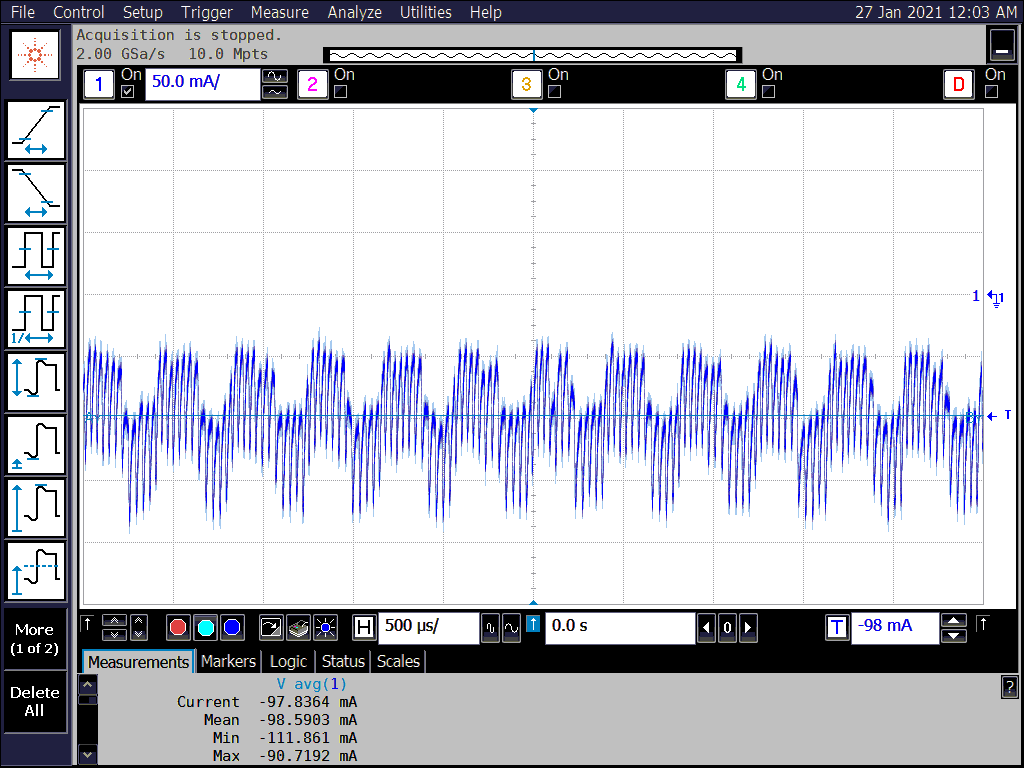 File Control Setup Trigger Measure Analyze Utilities Help 27 Jan 2021 12:03 AM
Acquisition is stopped.
2.00 GSa/s 10.0 Mpts
1 On 50.0 mA/ 2 On 3 On 4 On D On
1
T
1/
H 500 µs/ 0.0 s 0 T -98 mA
More
(1 of 2)
Delete
All
Measurements Markers Logic Status Scales
?
V avg(1)
Current -97.8364 mA
Mean -98.5903 mA
Min -111.861 mA
Max -90.7192 mA